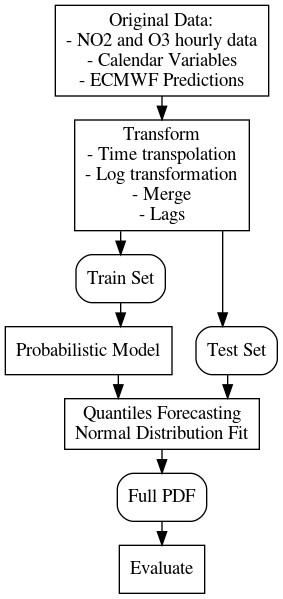 Original Data:
- NO2 and O3 hourly data
- Calendar Variables
- ECMWF Predictions
Transform
- Time transpolation
- Log transformation
- Merge
- Lags
Train Set
Probabilistic Model
Test Set
Quantiles Forecasting
Normal Distribution Fit
Full PDF
Evaluate